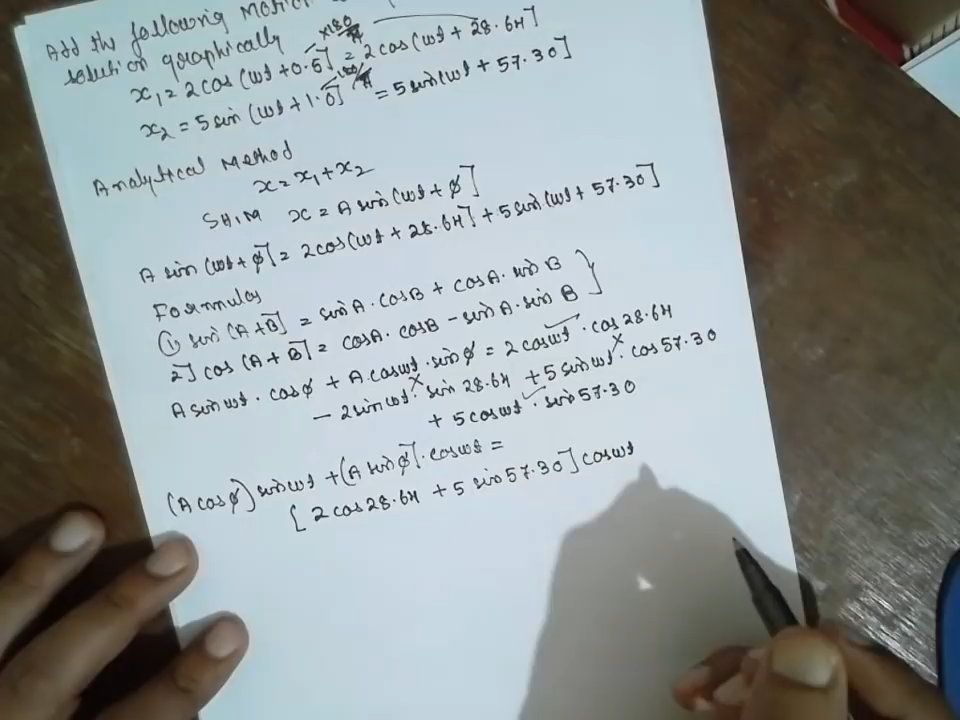 Add the following Motion
solution graphically
x1 = 2 cos (ωt + 0.5] ×180/π = 2 cos (ωt + 28.64]
x2 = 5 sin (ωt + 1.0] 180/π = 5 sin (ωt + 57.30]
Analytical Method
x = x1 + x2
S.H.M x = A sin (ωt + φ]
A sin (ωt + φ] = 2 cos (ωt + 28.64] + 5 sin (ωt + 57.30]
Formulas
① sin (A+B] = sin A . cos B + cos A . sin B
2] cos (A+B] = cos A . cos B − sin A . sin B
A sin ωt . cos φ + A cos ωt . sin φ = 2 cos ωt . cos 28.64
− 2 sin ωt . sin 28.64 + 5 sin ωt . cos 57.30
+ 5 cos ωt . sin 57.30
(A cos φ) sin ωt + (A sin φ] . cos ωt =
[ 2 cos 28.64 + 5 sin 57.30 ] cos ωt